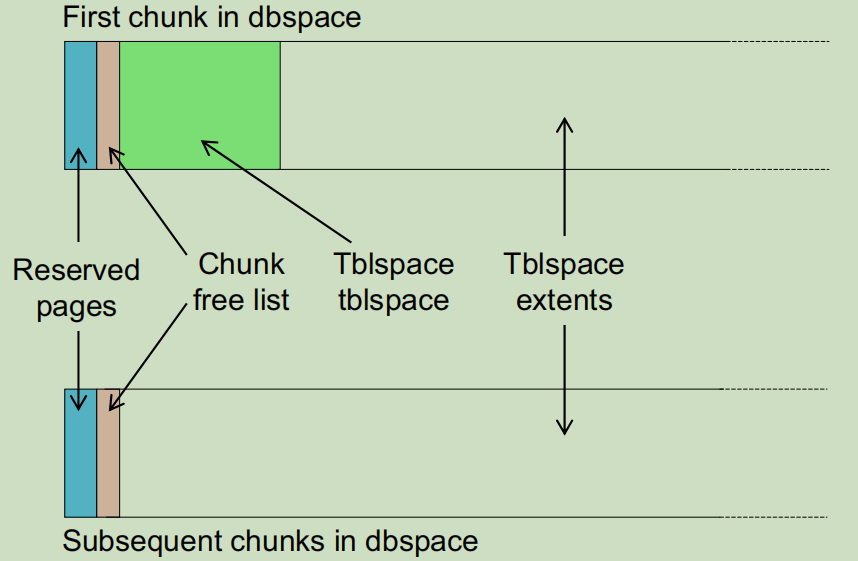 First chunk in dbspace
Reserved
pages
Chunk
free list
Tblspace
tblspace
Tblspace
extents
Subsequent chunks in dbspace